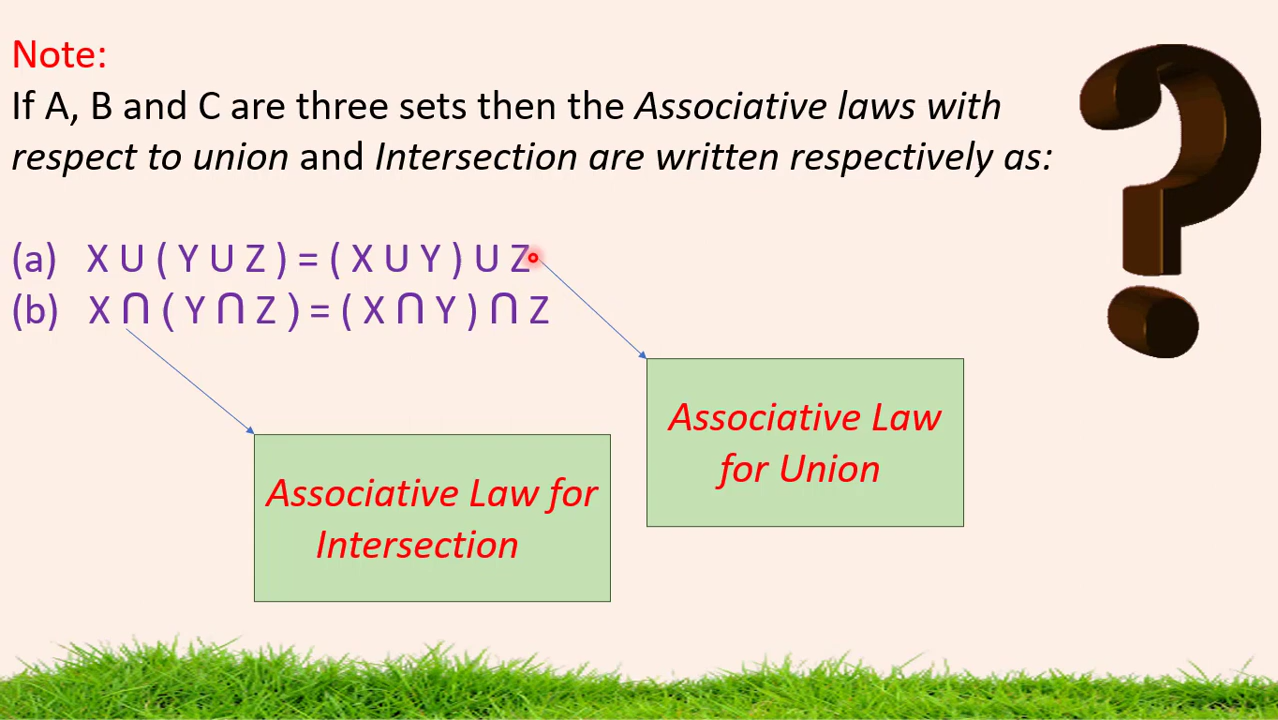 Note:
If A, B and C are three sets then the Associative laws with
respect to union and Intersection are written respectively as:
(a) X U ( Y U Z ) = ( X U Y ) U Z
(b) X ⋂ ( Y ⋂ Z ) = ( X ⋂ Y ) ⋂ Z
Associative Law
for Union
Associative Law for
Intersection